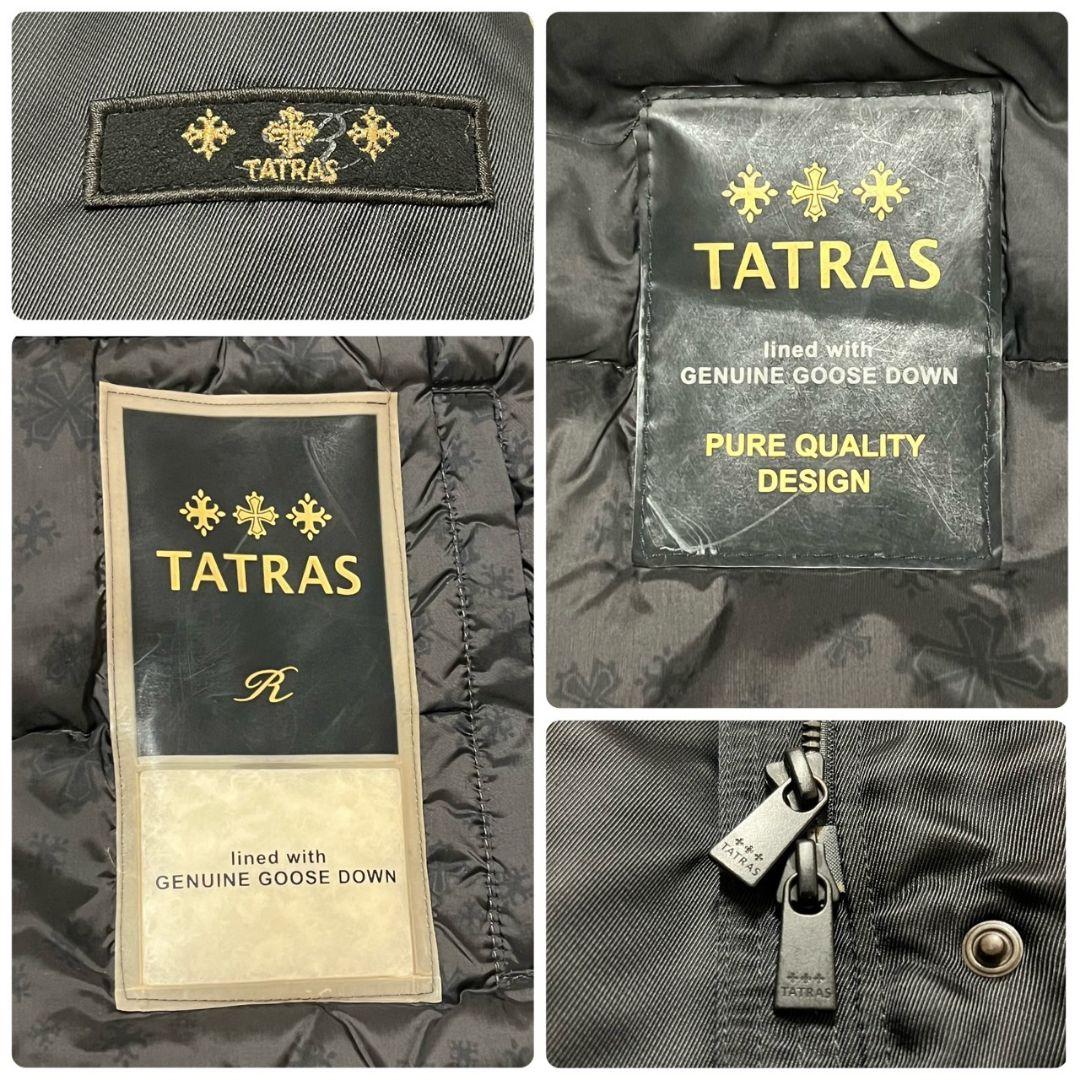 TATRAS
TATRAS
lined with
GENUINE GOOSE DOWN
PURE QUALITY
DESIGN
TATRAS
R
lined with
GENUINE GOOSE DOWN
TATRAS
TATRAS